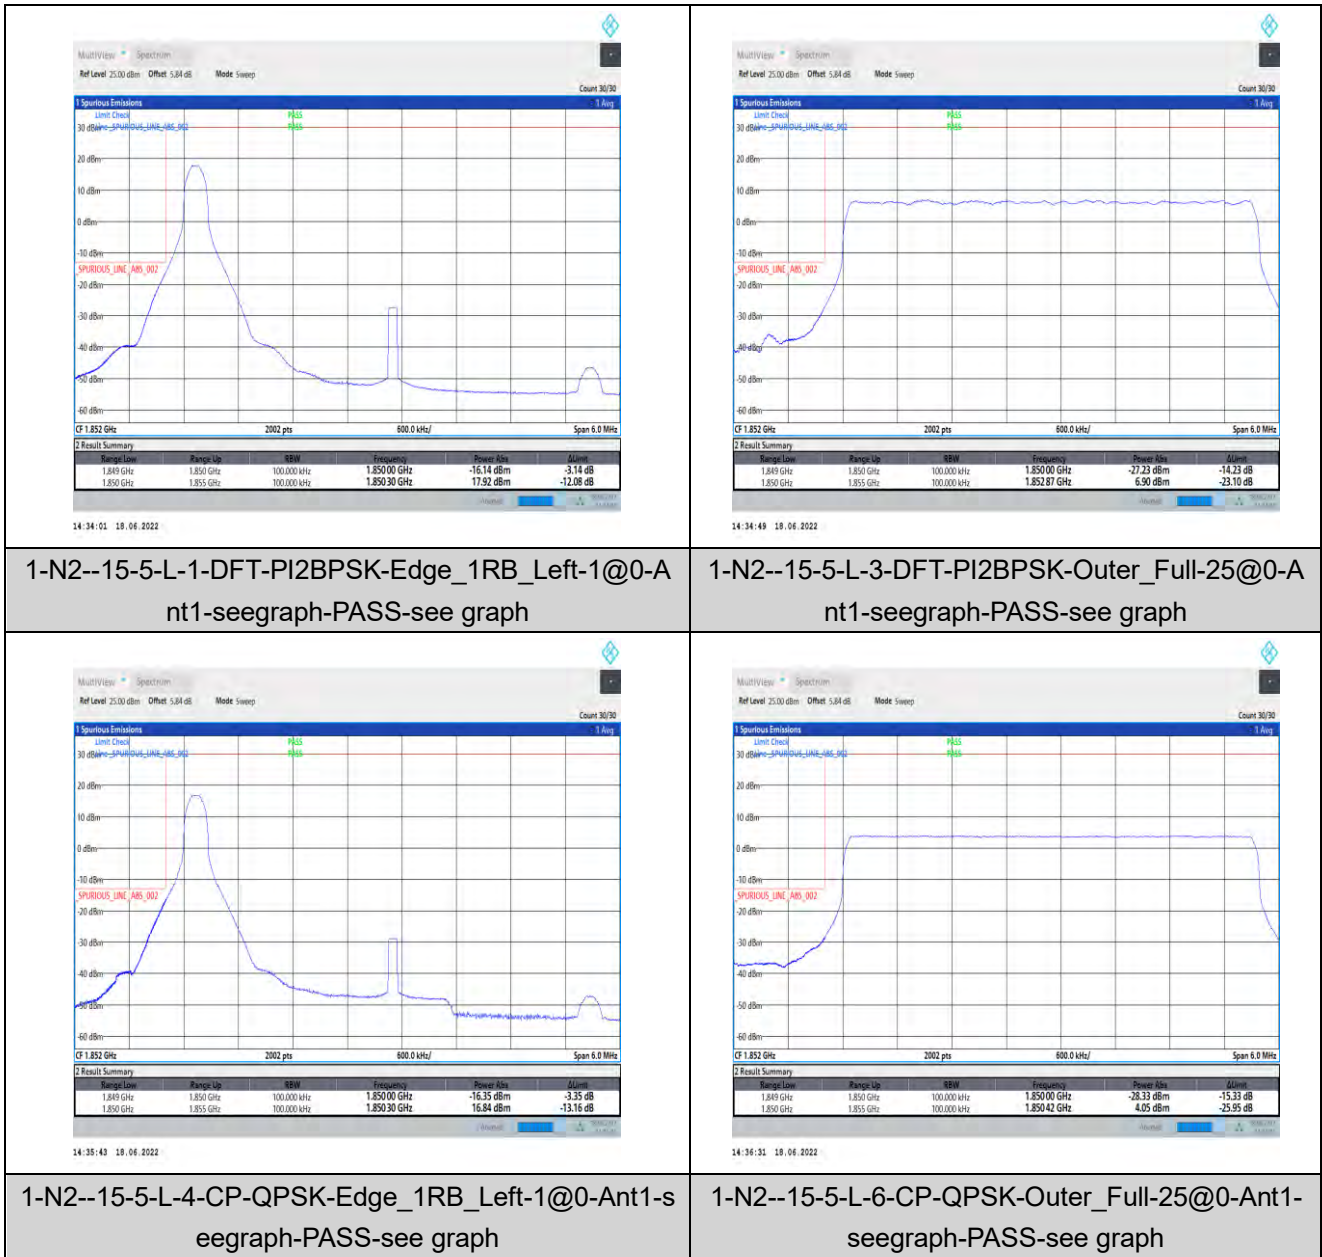 MultiView Spectrum
Ref Level 25.00 dBm Offset 5.84 dB Mode Sweep
Count 30/30
1 Spurious Emissions 1 Avg
Limit Check PASS
30 dBm Line _SPURIOUS_LINE_ABS_002 PASS
20 dBm
10 dBm
0 dBm
-10 dBm
_SPURIOUS_LINE_ABS_002
-20 dBm
-30 dBm
-40 dBm
-50 dBm
-60 dBm
CF 1.852 GHz 2002 pts 600.0 kHz/ Span 6.0 MHz
2 Result Summary
Range Low Range Up RBW Frequency Power Abs ΔLimit
1.849 GHz 1.850 GHz 100.000 kHz 1.85000 GHz -16.14 dBm -3.14 dB
1.850 GHz 1.855 GHz 100.000 kHz 1.85030 GHz 17.92 dBm -12.08 dB
14:34:01 18.06.2022
1-N2--15-5-L-1-DFT-PI2BPSK-Edge_1RB_Left-1@0-A
nt1-seegraph-PASS-see graph
MultiView Spectrum
Ref Level 25.00 dBm Offset 5.84 dB Mode Sweep
Count 30/30
1 Spurious Emissions 1 Avg
Limit Check PASS
30 dBm Line _SPURIOUS_LINE_ABS_002 PASS
20 dBm
10 dBm
0 dBm
-10 dBm
_SPURIOUS_LINE_ABS_002
-20 dBm
-30 dBm
-40 dBm
-50 dBm
-60 dBm
CF 1.852 GHz 2002 pts 600.0 kHz/ Span 6.0 MHz
2 Result Summary
Range Low Range Up RBW Frequency Power Abs ΔLimit
1.849 GHz 1.850 GHz 100.000 kHz 1.85000 GHz -27.23 dBm -14.23 dB
1.850 GHz 1.855 GHz 100.000 kHz 1.85287 GHz 6.90 dBm -23.10 dB
14:34:49 18.06.2022
1-N2--15-5-L-3-DFT-PI2BPSK-Outer_Full-25@0-A
nt1-seegraph-PASS-see graph
MultiView Spectrum
Ref Level 25.00 dBm Offset 5.84 dB Mode Sweep
Count 30/30
1 Spurious Emissions 1 Avg
Limit Check PASS
30 dBm Line _SPURIOUS_LINE_ABS_002 PASS
20 dBm
10 dBm
0 dBm
-10 dBm
_SPURIOUS_LINE_ABS_002
-20 dBm
-30 dBm
-40 dBm
-50 dBm
-60 dBm
CF 1.852 GHz 2002 pts 600.0 kHz/ Span 6.0 MHz
2 Result Summary
Range Low Range Up RBW Frequency Power Abs ΔLimit
1.849 GHz 1.850 GHz 100.000 kHz 1.85000 GHz -16.35 dBm -3.35 dB
1.850 GHz 1.855 GHz 100.000 kHz 1.85030 GHz 16.84 dBm -13.16 dB
14:35:43 18.06.2022
1-N2--15-5-L-4-CP-QPSK-Edge_1RB_Left-1@0-Ant1-s
eegraph-PASS-see graph
MultiView Spectrum
Ref Level 25.00 dBm Offset 5.84 dB Mode Sweep
Count 30/30
1 Spurious Emissions 1 Avg
Limit Check PASS
30 dBm Line _SPURIOUS_LINE_ABS_002 PASS
20 dBm
10 dBm
0 dBm
-10 dBm
_SPURIOUS_LINE_ABS_002
-20 dBm
-30 dBm
-40 dBm
-50 dBm
-60 dBm
CF 1.852 GHz 2002 pts 600.0 kHz/ Span 6.0 MHz
2 Result Summary
Range Low Range Up RBW Frequency Power Abs ΔLimit
1.849 GHz 1.850 GHz 100.000 kHz 1.85000 GHz -28.33 dBm -15.33 dB
1.850 GHz 1.855 GHz 100.000 kHz 1.85042 GHz 4.05 dBm -25.95 dB
14:36:31 18.06.2022
1-N2--15-5-L-6-CP-QPSK-Outer_Full-25@0-Ant1-
seegraph-PASS-see graph